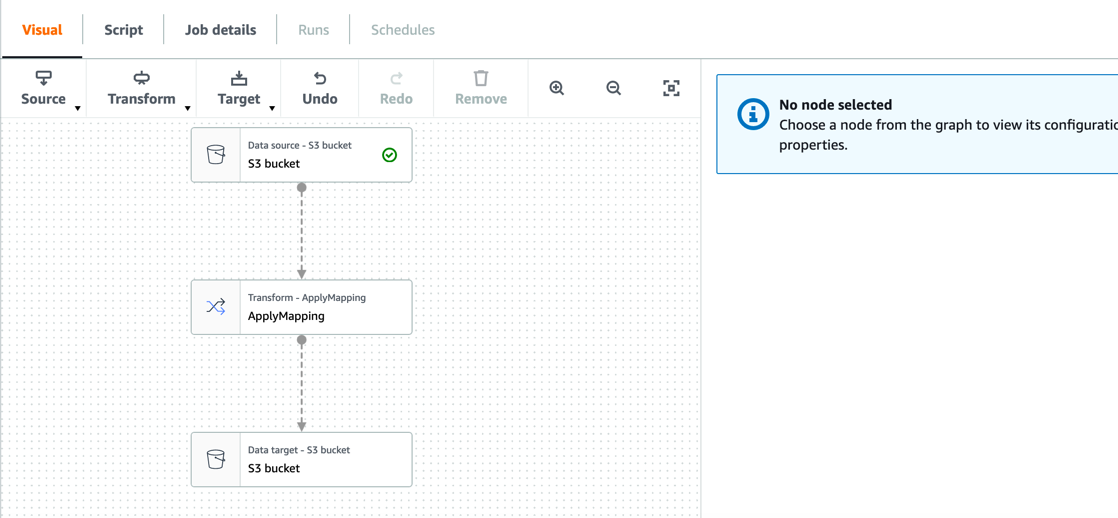 Visual
Script
Job details
Runs
Schedules
Source
Transform
Target
Undo
Redo
Remove
Data source - S3 bucket
S3 bucket
Transform - ApplyMapping
ApplyMapping
Data target - S3 bucket
S3 bucket
No node selected
Choose a node from the graph to view its configuratio
properties.